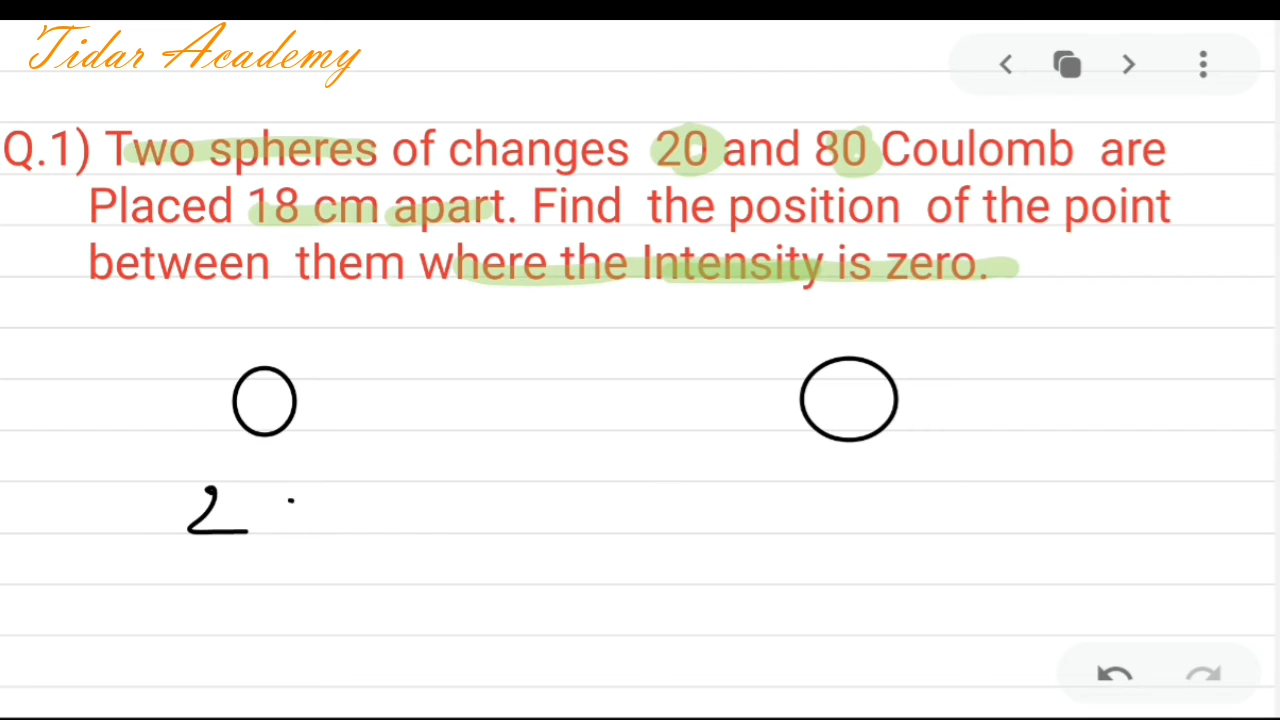 Tidar Academy
Q.1) Two spheres of changes 20 and 80 Coulomb are
Placed 18 cm apart. Find the position of the point
between them where the Intensity is zero.
2